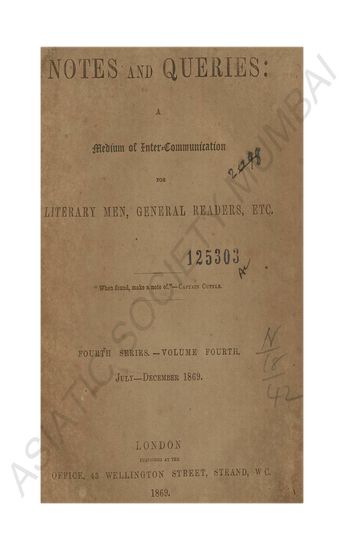 NOTES AND QUERIES:
A
Medium of Inter-Communication
FOR
LITERARY MEN, GENERAL READERS, ETC.
125303
"When found, make a note of."—CAPTAIN CUTTLE.
FOURTH SERIES.—VOLUME FOURTH.
JULY—DECEMBER 1869.
N
18
42
LONDON
PUBLISHED AT THE
OFFICE, 43 WELLINGTON STREET, STRAND, W.C.
1869.
ASIATIC SOCIETY MUMBAI